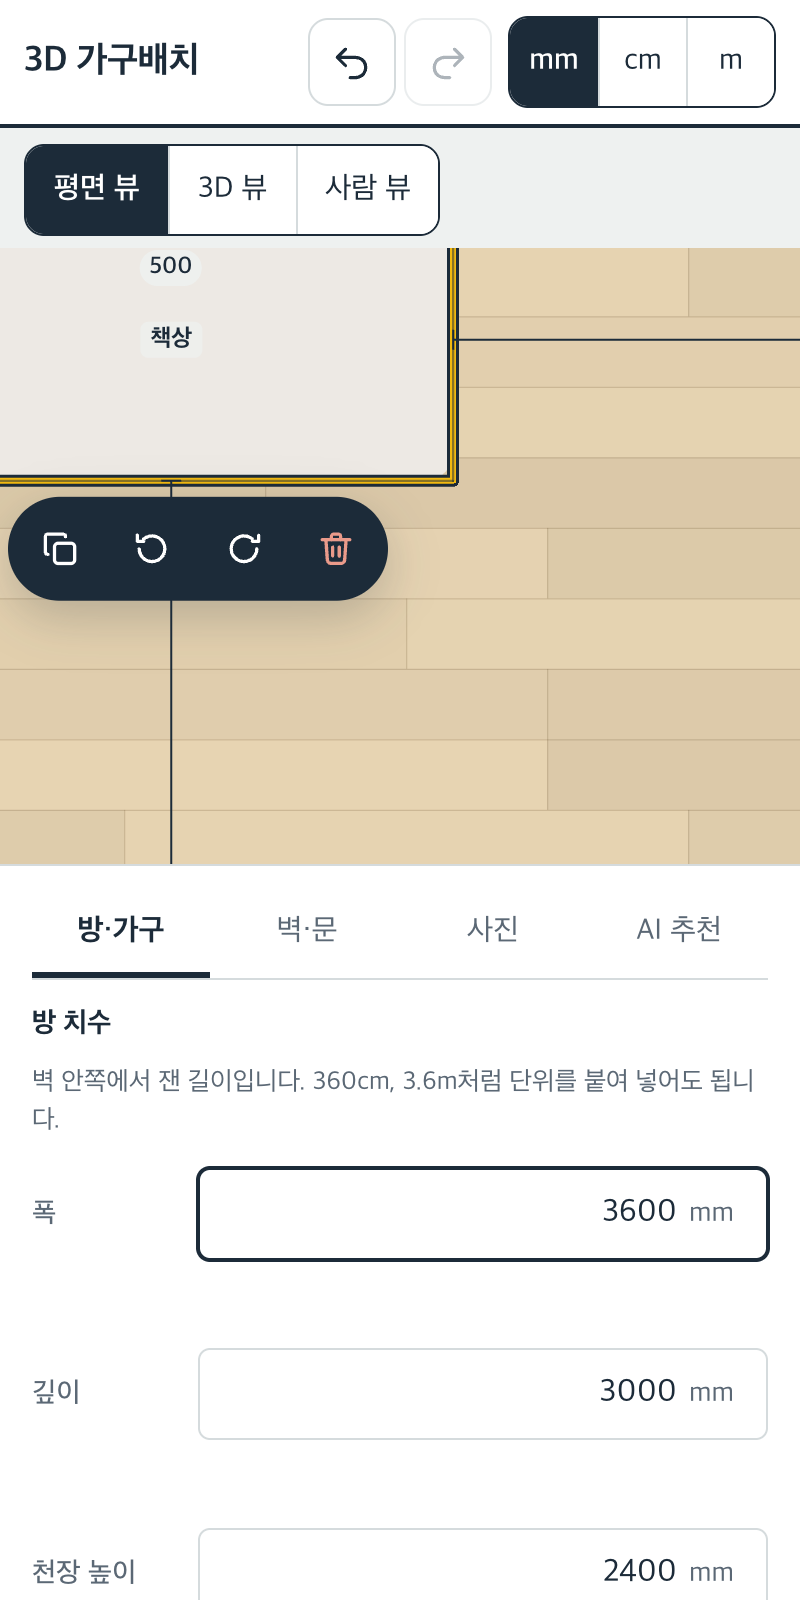 3D 가구배치
mm cm m
평면 뷰 3D 뷰 사람 뷰
500
책상
방·가구 벽·문 사진 AI 추천
방 치수
벽 안쪽에서 잰 길이입니다. 360cm, 3.6m처럼 단위를 붙여 넣어도 됩니
다.
폭 3600 mm
깊이 3000 mm
천장 높이 2400 mm